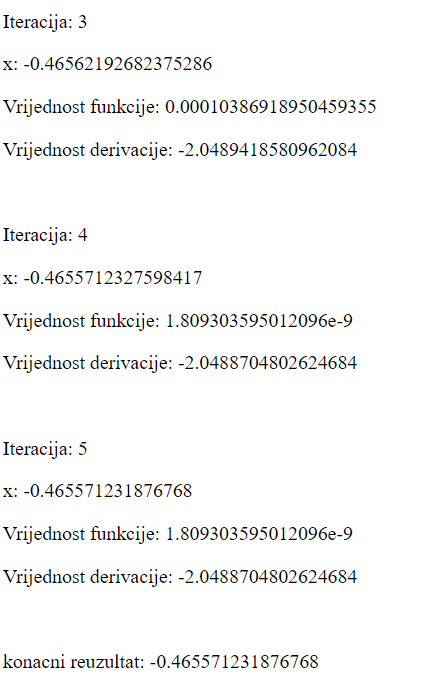 Iteracija: 3
x: -0.46562192682375286
Vrijednost funkcije: 0.00010386918950459355
Vrijednost derivacije: -2.0489418580962084
Iteracija: 4
x: -0.4655712327598417
Vrijednost funkcije: 1.809303595012096e-9
Vrijednost derivacije: -2.0488704802624684
Iteracija: 5
x: -0.465571231876768
Vrijednost funkcije: 1.809303595012096e-9
Vrijednost derivacije: -2.0488704802624684
konacni reuzultat: -0.465571231876768